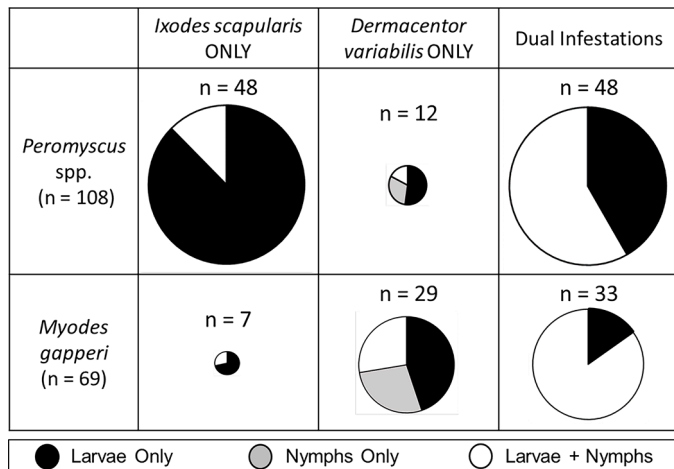 Ixodes scapularis
ONLY
Dermacentor
variabilis ONLY
Dual Infestations
Peromyscus
spp.
(n = 108)
n = 48
n = 12
n = 48
Myodes
gapperi
(n = 69)
n = 7
n = 29
n = 33
Larvae Only
Nymphs Only
Larvae + Nymphs